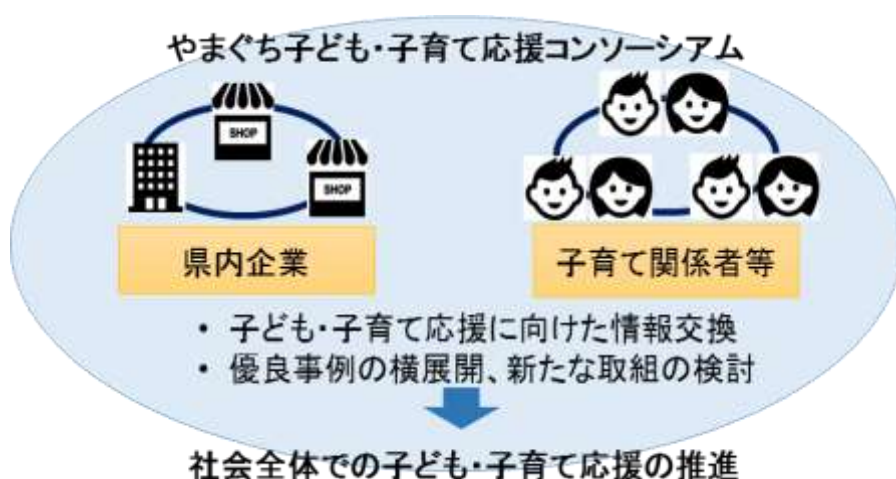 やまぐち子ども・子育て応援コンソーシアム
SHOP
SHOP
県内企業
子育て関係者等
・ 子ども・子育て応援に向けた情報交換
・ 優良事例の横展開、新たな取組の検討
社会全体での子ども・子育て応援の推進